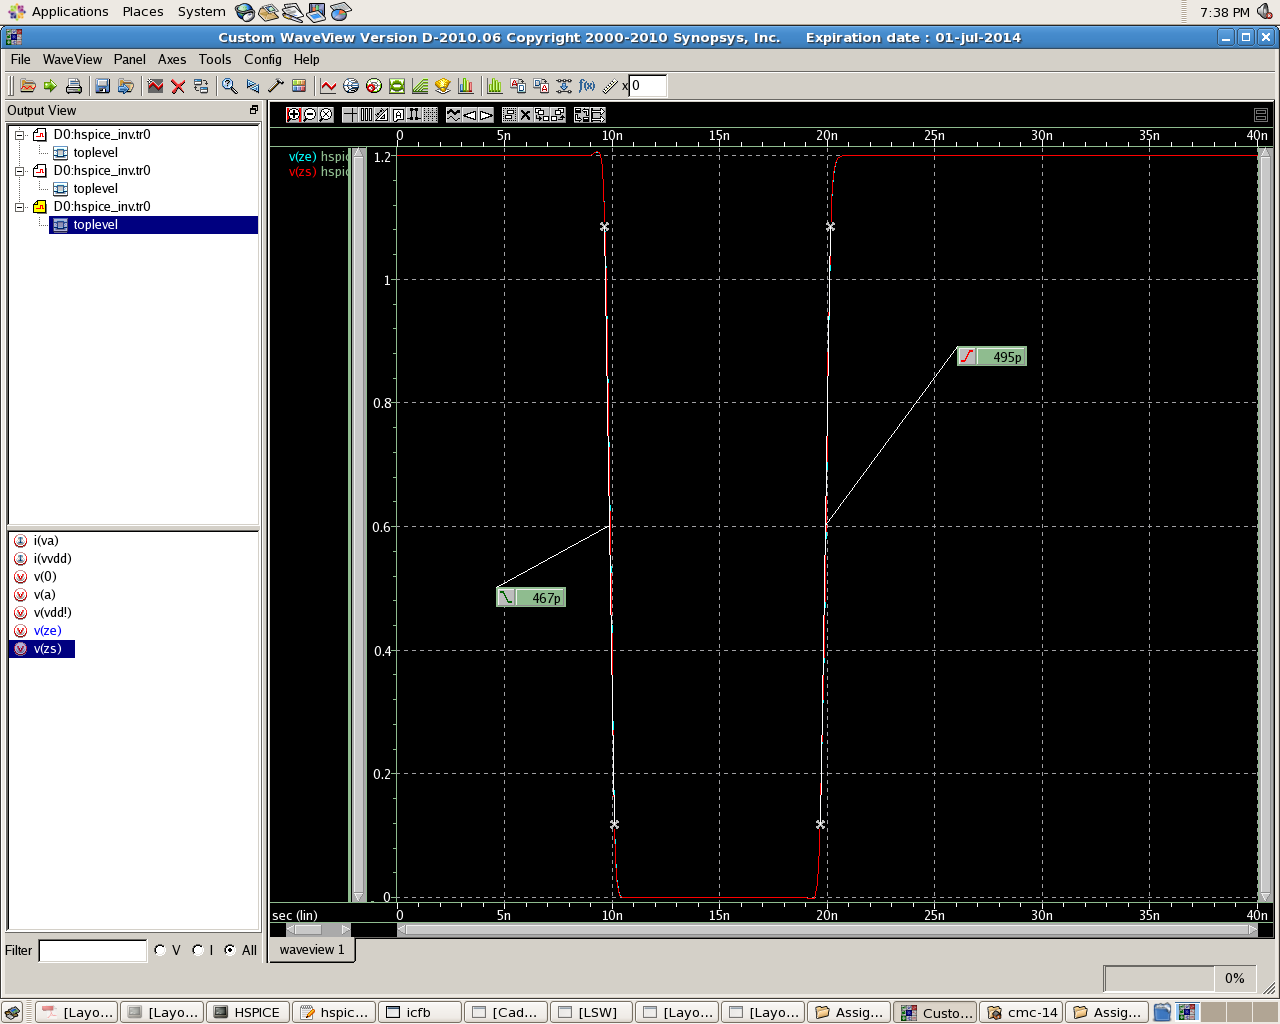 Applications Places System 7:38 PM
Custom WaveView Version D-2010.06 Copyright 2000-2010 Synopsys, Inc. Expiration date : 01-jul-2014
File WaveView Panel Axes Tools Config Help
x 0
Output View
D0:hspice_inv.tr0
toplevel
D0:hspice_inv.tr0
toplevel
D0:hspice_inv.tr0
toplevel
i(va)
i(vvdd)
v(0)
v(a)
v(vdd!)
v(ze)
v(zs)
Filter V I All
0 5n 10n 15n 20n 25n 30n 35n 40n
v(ze) hspic
v(zs) hspic
1.2
1
0.8
0.6
0.4
0.2
0
495p
467p
sec (lin) 0 5n 10n 15n 20n 25n 30n 35n 40n
waveview 1
0%
[Layo... [Layo... HSPICE hspic... icfb [Cad... [LSW] [Layo... [Layo... Assig... Custo... cmc-14 Assig...